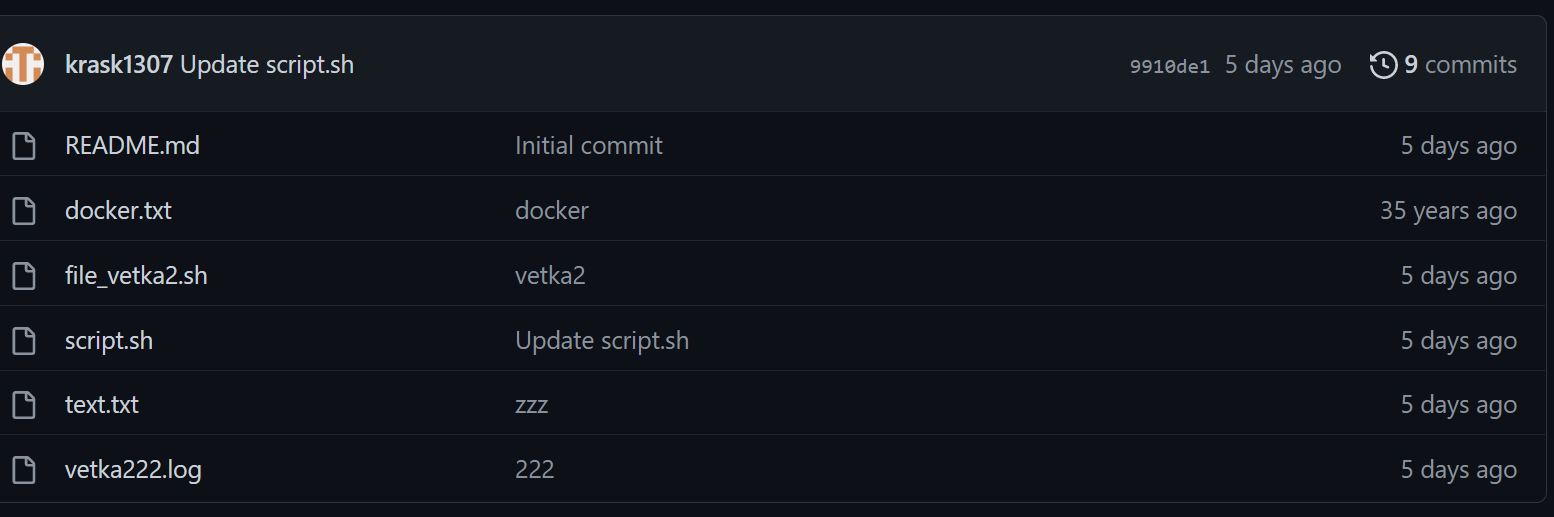 krask1307 Update script.sh 9910de1 5 days ago 9 commits
README.md Initial commit 5 days ago
docker.txt docker 35 years ago
file_vetka2.sh vetka2 5 days ago
script.sh Update script.sh 5 days ago
text.txt zzz 5 days ago
vetka222.log 222 5 days ago